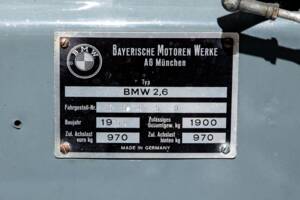 BMW
BAYERISCHE MOTOREN WERKE
AG München
Typ
BMW 2,6
Fahrgestell-Nr.
Baujahr 19 Zulässiges Gesamtgew. kg 1900
Zul. Achslast vorn kg 970 Zul. Achslast hinten kg 970
MADE IN GERMANY